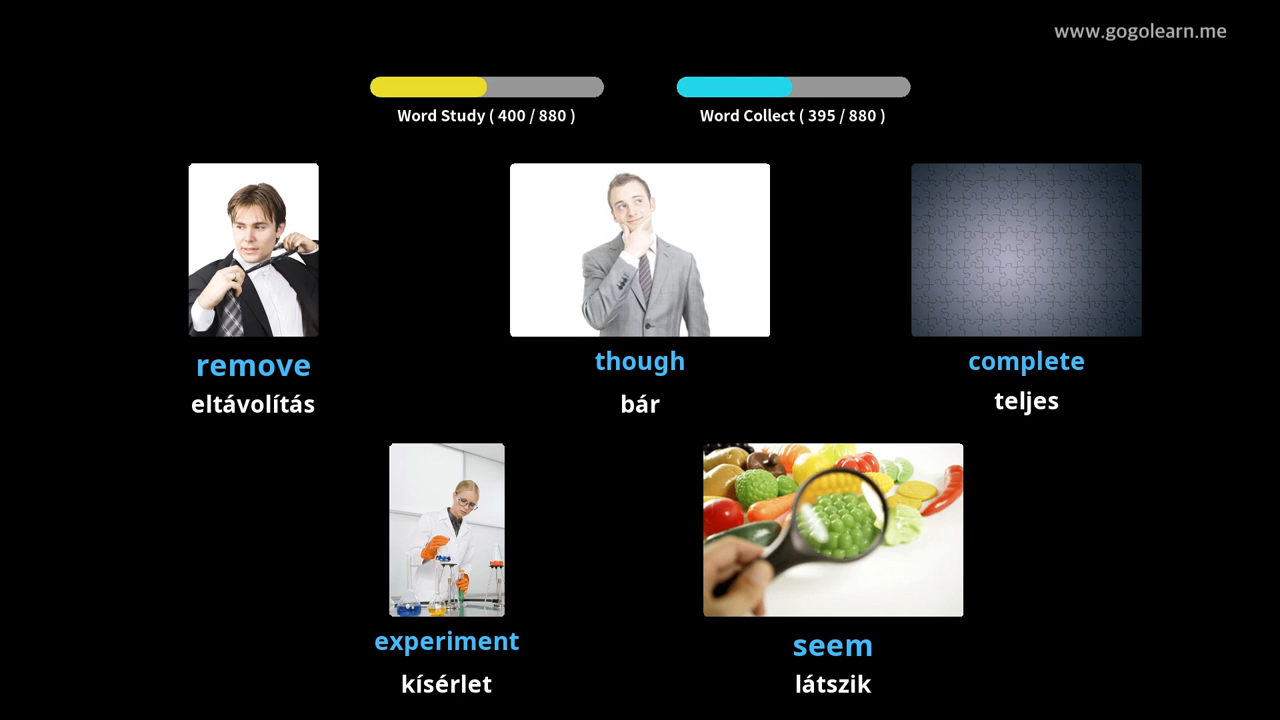 www.gogolearn.me
Word Study ( 400 / 880 )
Word Collect ( 395 / 880 )
remove
eltávolítás
though
bár
complete
teljes
experiment
kísérlet
seem
látszik